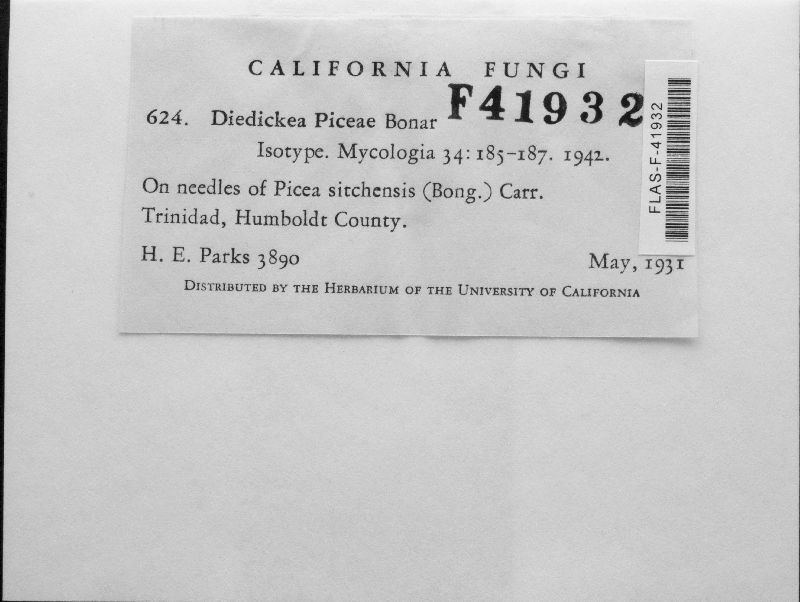 CALIFORNIA FUNGI
F41932
624. Diedickea Piceae Bonar
Isotype. Mycologia 34: 185-187. 1942.
On needles of Picea sitchensis (Bong.) Carr.
Trinidad, Humboldt County.
H. E. Parks 3890 May, 1931
DISTRIBUTED BY THE HERBARIUM OF THE UNIVERSITY OF CALIFORNIA
FLAS-F-41932